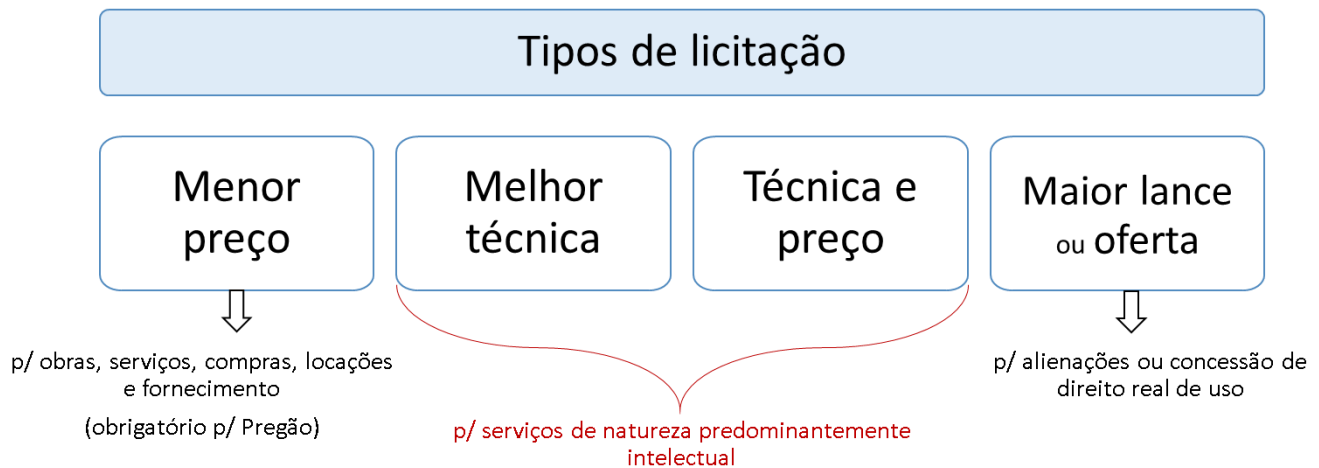 Tipos de licitação
Menor
preço
Melhor
técnica
Técnica e
preço
Maior lance
ou oferta
p/ obras, serviços, compras, locações
e fornecimento
(obrigatório p/ Pregão)
p/ serviços de natureza predominantemente
intelectual
p/ alienações ou concessão de
direito real de uso